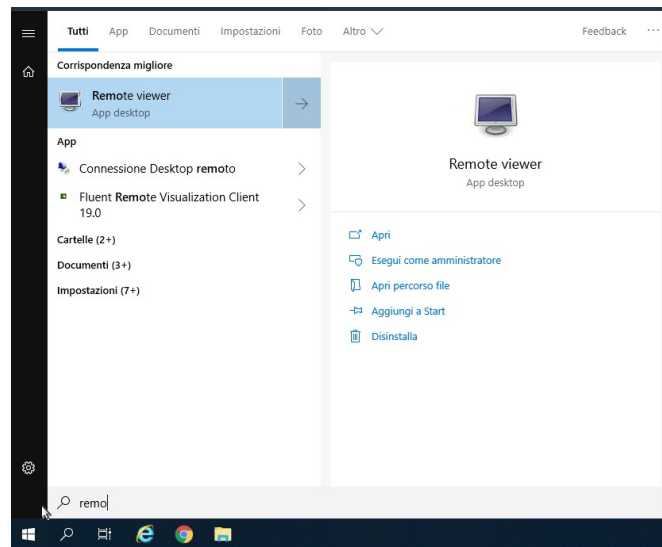 Tutti App Documenti Impostazioni Foto Altro Feedback ...
Corrispondenza migliore
Remote viewer
App desktop
App
Connessione Desktop remoto
Fluent Remote Visualization Client
19.0
Cartelle (2+)
Documenti (3+)
Impostazioni (7+)
Remote viewer
App desktop
Apri
Esegui come amministratore
Apri percorso file
Aggiungi a Start
Disinstalla
remo